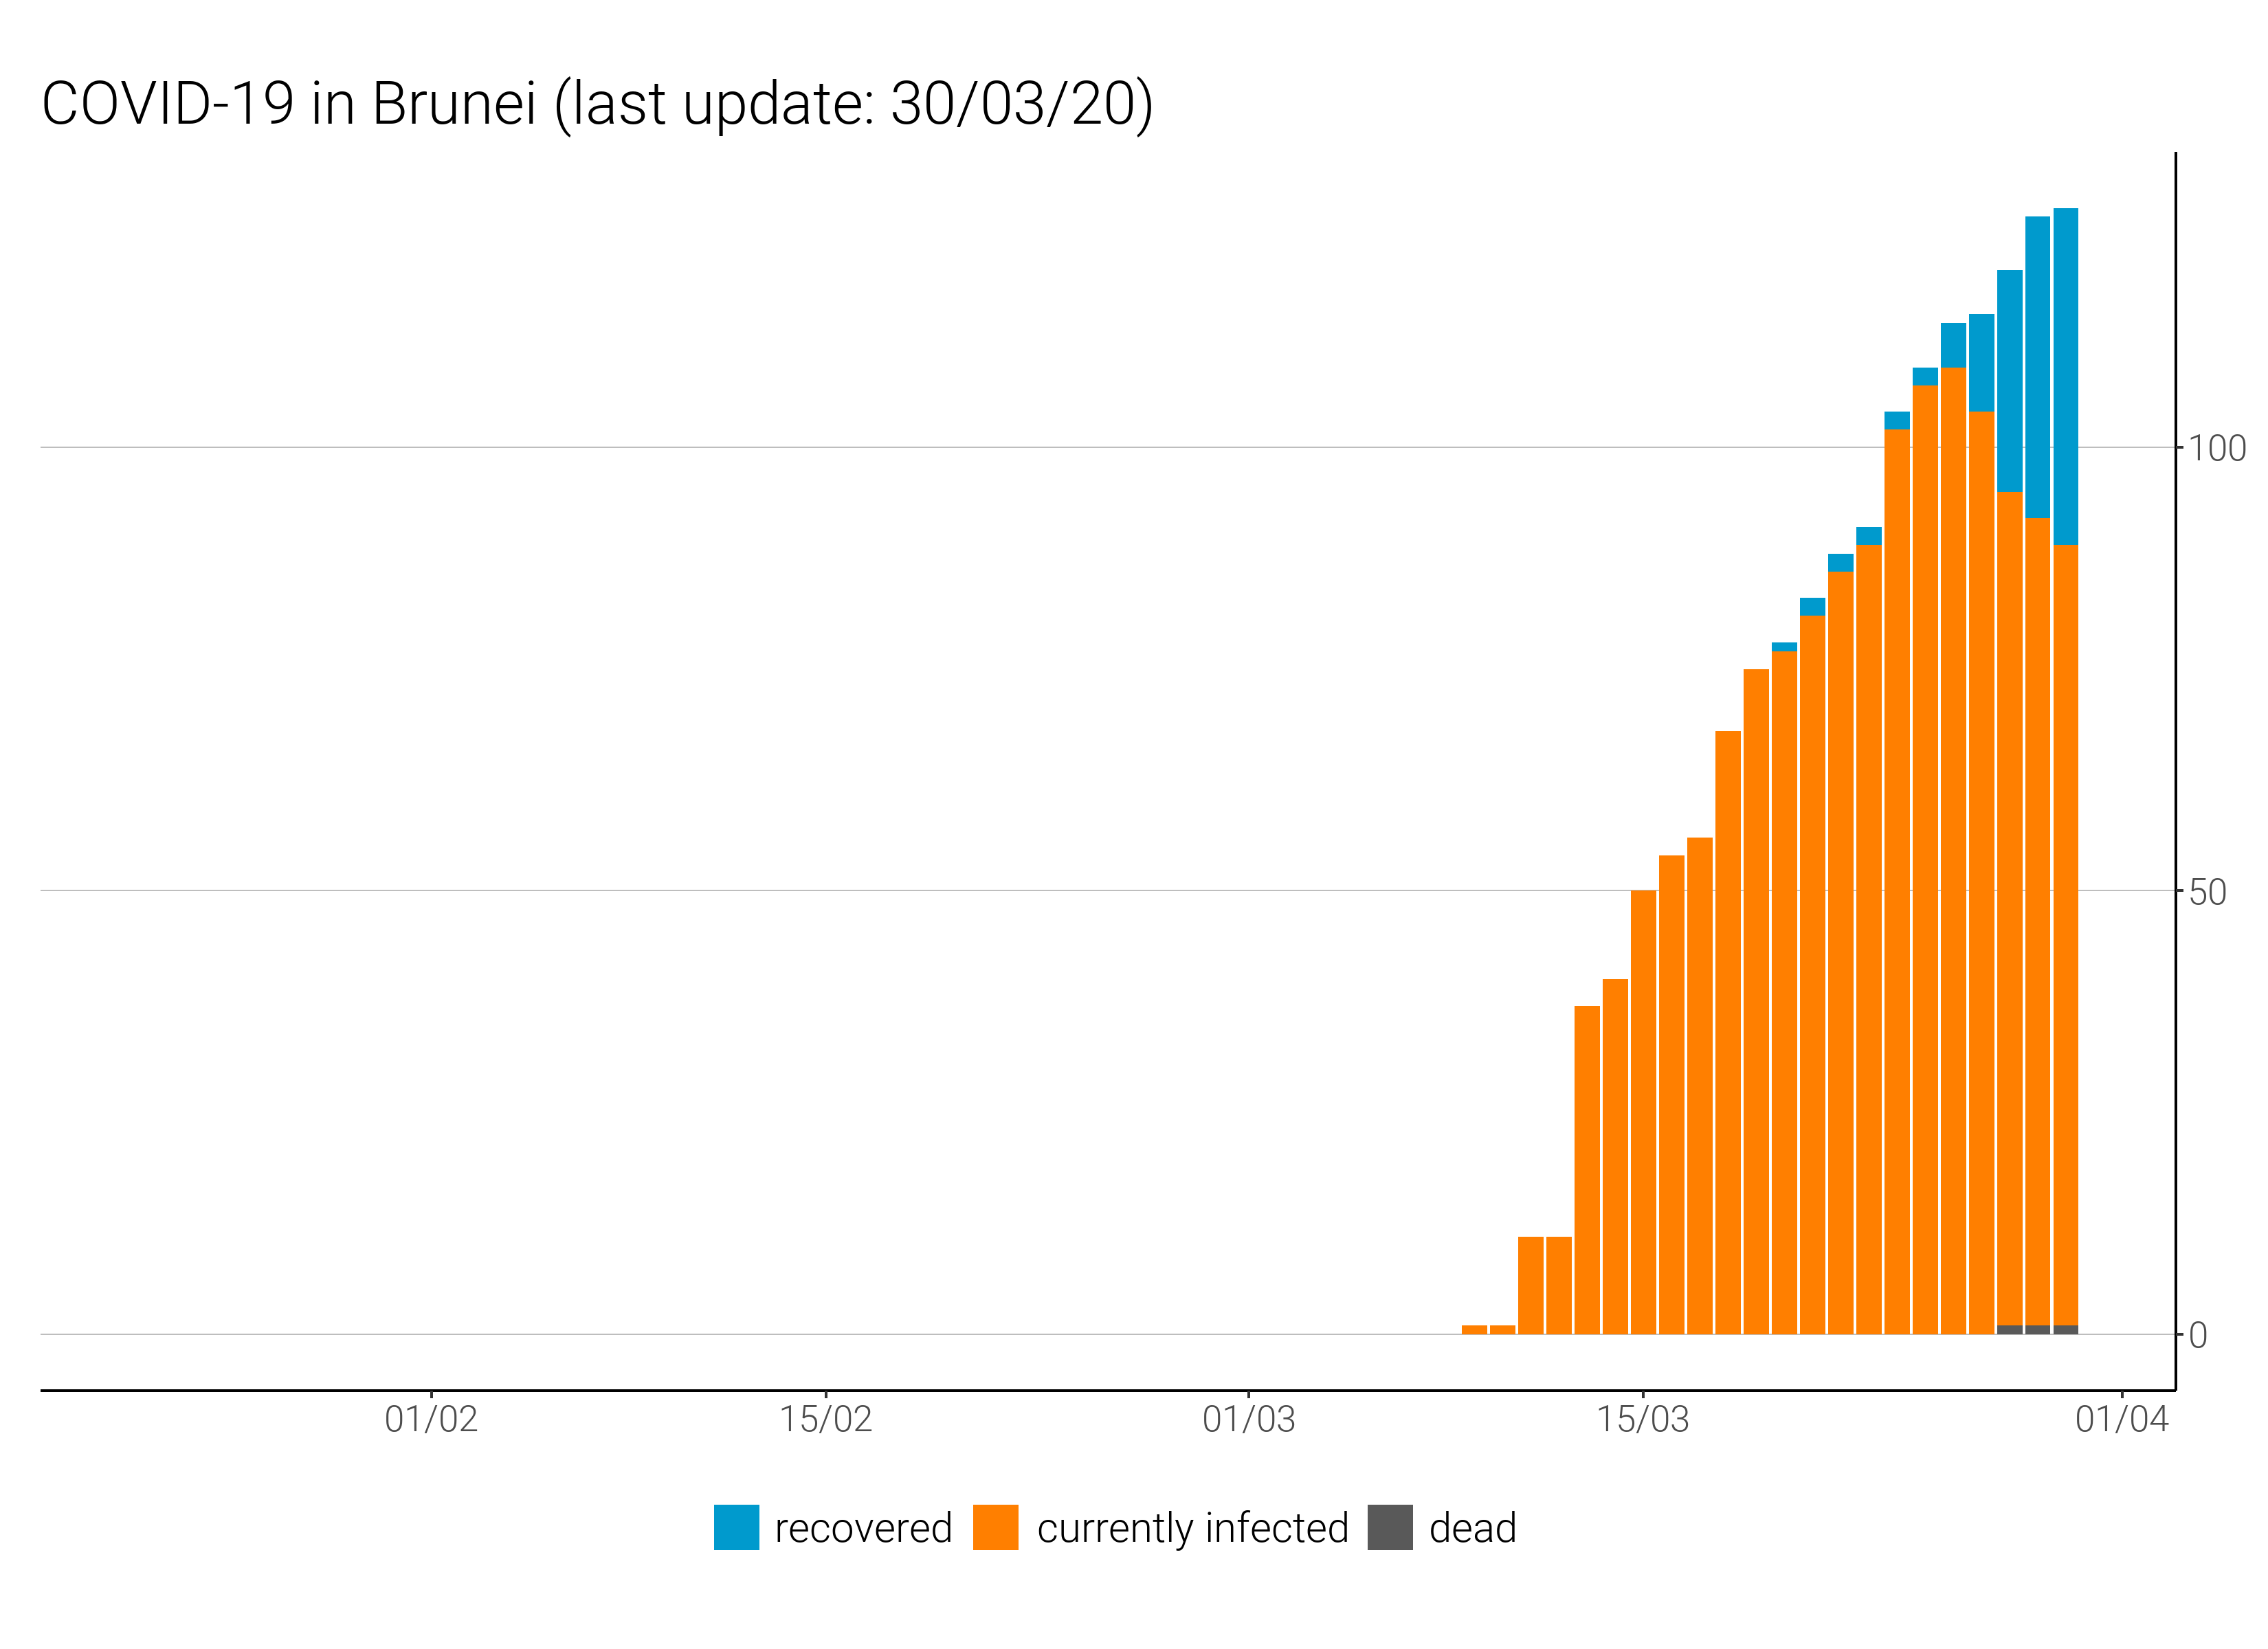 COVID-19 in Brunei (last update: 30/03/20)
100
50
0
01/02 15/02 01/03 15/03 01/04
recovered currently infected dead